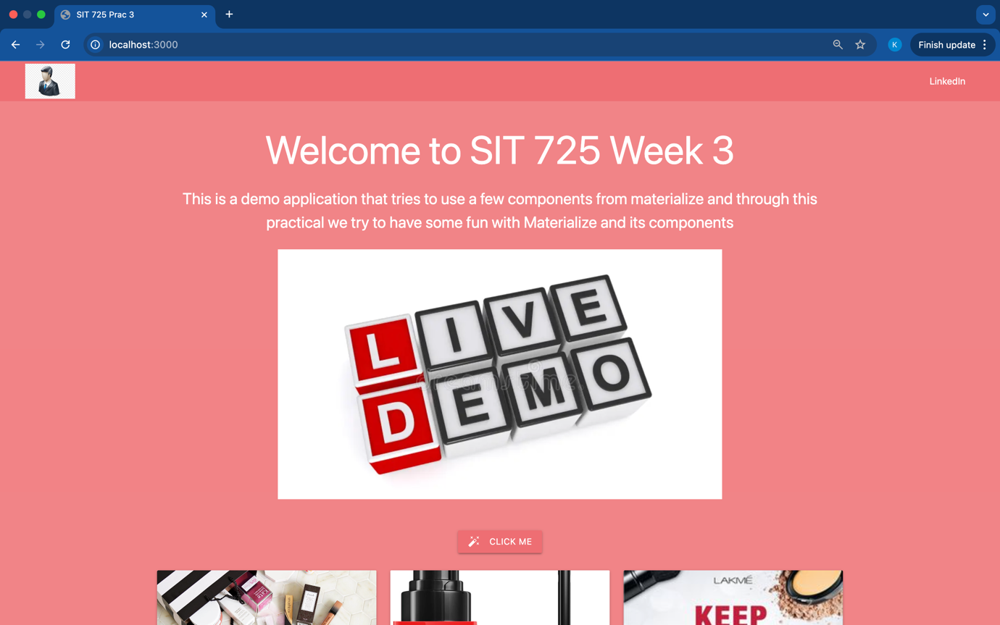 SIT 725 Prac 3
localhost:3000
K
Finish update
LinkedIn
Welcome to SIT 725 Week 3
This is a demo application that tries to use a few components from materialize and through this
practical we try to have some fun with Materialize and its components
LIVE
DEMO
dreamstime
CLICK ME
LAKMÉ
KEEP